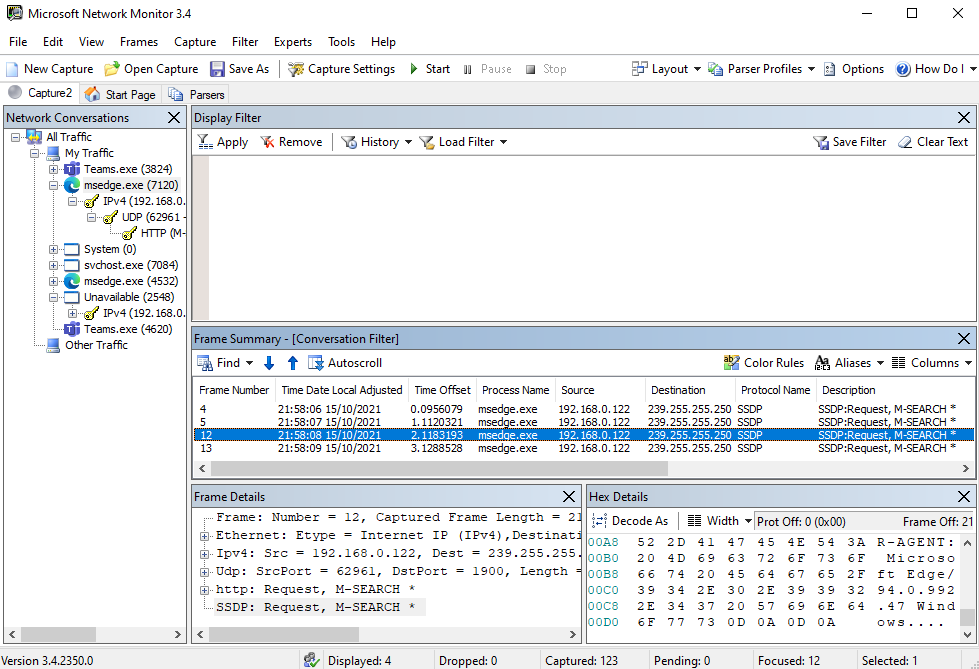 Microsoft Network Monitor 3.4
File Edit View Frames Capture Filter Experts Tools Help
New Capture Open Capture Save As Capture Settings Start Pause Stop Layout Parser Profiles Options How Do I
Capture2 Start Page Parsers
Network Conversations
All Traffic
My Traffic
Teams.exe (3824)
msedge.exe (7120)
IPv4 (192.168.0.
UDP (62961 -
HTTP (M-
System (0)
svchost.exe (7084)
msedge.exe (4532)
Unavailable (2548)
IPv4 (192.168.0.
Teams.exe (4620)
Other Traffic
Display Filter
Apply Remove History Load Filter Save Filter Clear Text
Frame Summary - [Conversation Filter]
Find Autoscroll Color Rules Aliases Columns
Frame Number Time Date Local Adjusted Time Offset Process Name Source Destination Protocol Name Description
4 21:58:06 15/10/2021 0.0956079 msedge.exe 192.168.0.122 239.255.255.250 SSDP SSDP:Request, M-SEARCH *
5 21:58:07 15/10/2021 1.1120321 msedge.exe 192.168.0.122 239.255.255.250 SSDP SSDP:Request, M-SEARCH *
12 21:58:08 15/10/2021 2.1183193 msedge.exe 192.168.0.122 239.255.255.250 SSDP SSDP:Request, M-SEARCH *
13 21:58:09 15/10/2021 3.1288528 msedge.exe 192.168.0.122 239.255.255.250 SSDP SSDP:Request, M-SEARCH *
Frame Details
Frame: Number = 12, Captured Frame Length = 21
Ethernet: Etype = Internet IP (IPv4),Destinati
Ipv4: Src = 192.168.0.122, Dest = 239.255.255.
Udp: SrcPort = 62961, DstPort = 1900, Length =
http: Request, M-SEARCH *
SSDP: Request, M-SEARCH *
Hex Details
Decode As Width Prot Off: 0 (0x00) Frame Off: 21
00A8 52 2D 41 47 45 4E 54 3A R-AGENT:
00B0 20 4D 69 63 72 6F 73 6F Microso
00B8 66 74 20 45 64 67 65 2F ft Edge/
00C0 39 34 2E 30 2E 39 39 32 94.0.992
00C8 2E 34 37 20 57 69 6E 64 .47 Wind
00D0 6F 77 73 0D 0A 0D 0A ows....
Version 3.4.2350.0 Displayed: 4 Dropped: 0 Captured: 123 Pending: 0 Focused: 12 Selected: 1